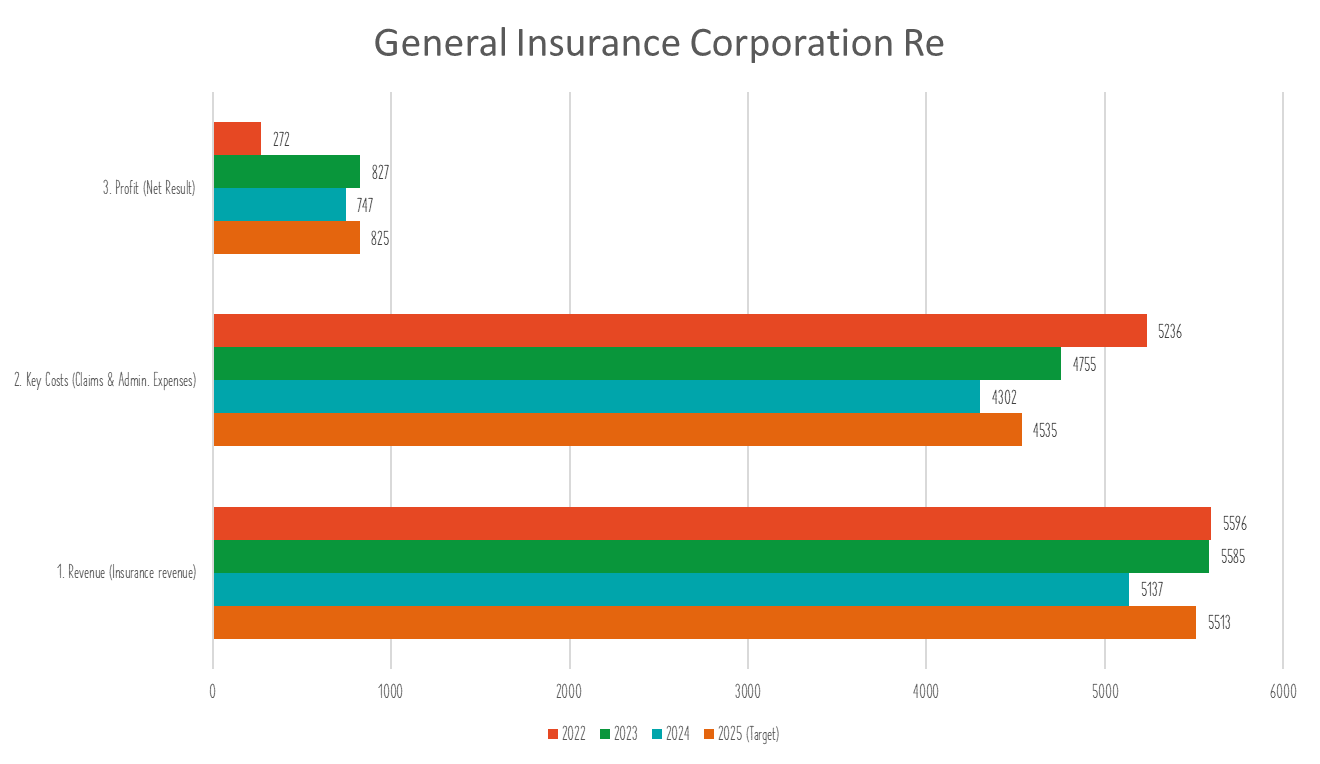 General Insurance Corporation Re
3. Profit (Net Result)
272
827
747
825
2. Key Costs (Claims & Admin. Expenses)
5236
4755
4302
4535
1. Revenue (Insurance revenue)
5596
5585
5137
5513
0 1000 2000 3000 4000 5000 6000
2022 2023 2024 2025 (Target)